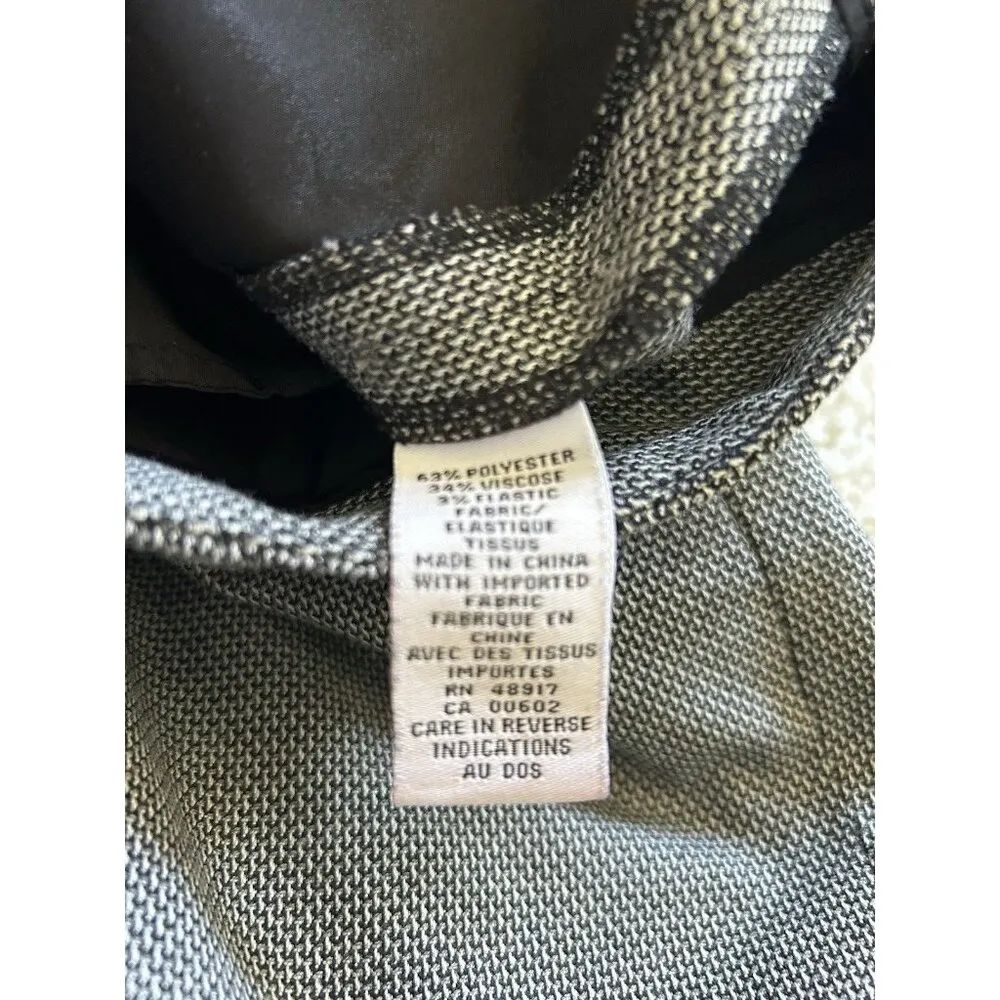 63% POLYESTER
34% VISCOSE
3% ELASTIC
FABRIC/
ELASTIQUE
TISSUS
MADE IN CHINA
WITH IMPORTED
FABRIC
FABRIQUE EN
CHINE
AVEC DES TISSUS
IMPORTES
RN 48917
CA 00602
CARE IN REVERSE
INDICATIONS
AU DOS